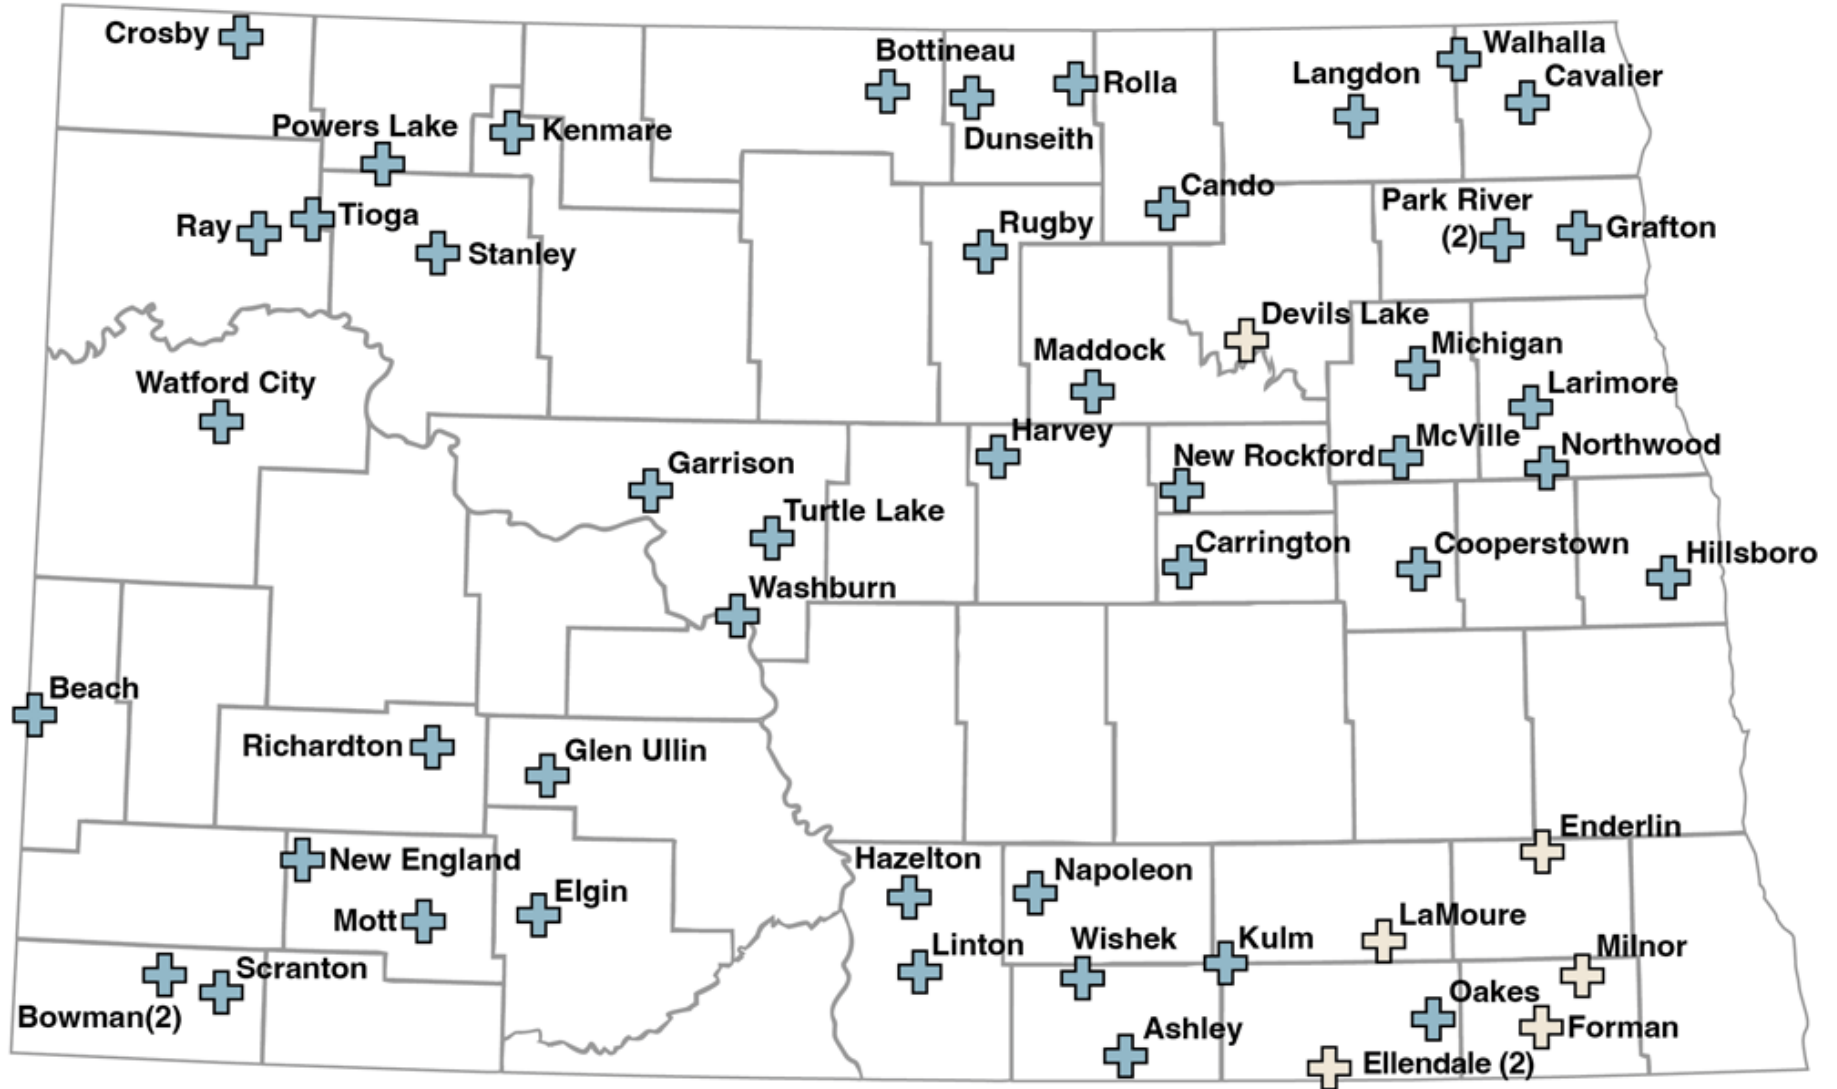 Crosby
Bottineau
Walhalla
Langdon
Cavalier
Rolla
Powers Lake
Kenmare
Dunseith
Cando
Park River
(2)
Grafton
Ray
Tioga
Rugby
Stanley
Devils Lake
Michigan
Maddock
Watford City
Larimore
Harvey
McVille
Northwood
Garrison
New Rockford
Turtle Lake
Carrington
Cooperstown
Hillsboro
Washburn
Beach
Richardton
Glen Ullin
Enderlin
New England
Hazelton
Napoleon
Elgin
Mott
LaMoure
Linton
Wishek
Kulm
Milnor
Scranton
Oakes
Bowman(2)
Ashley
Forman
Ellendale (2)